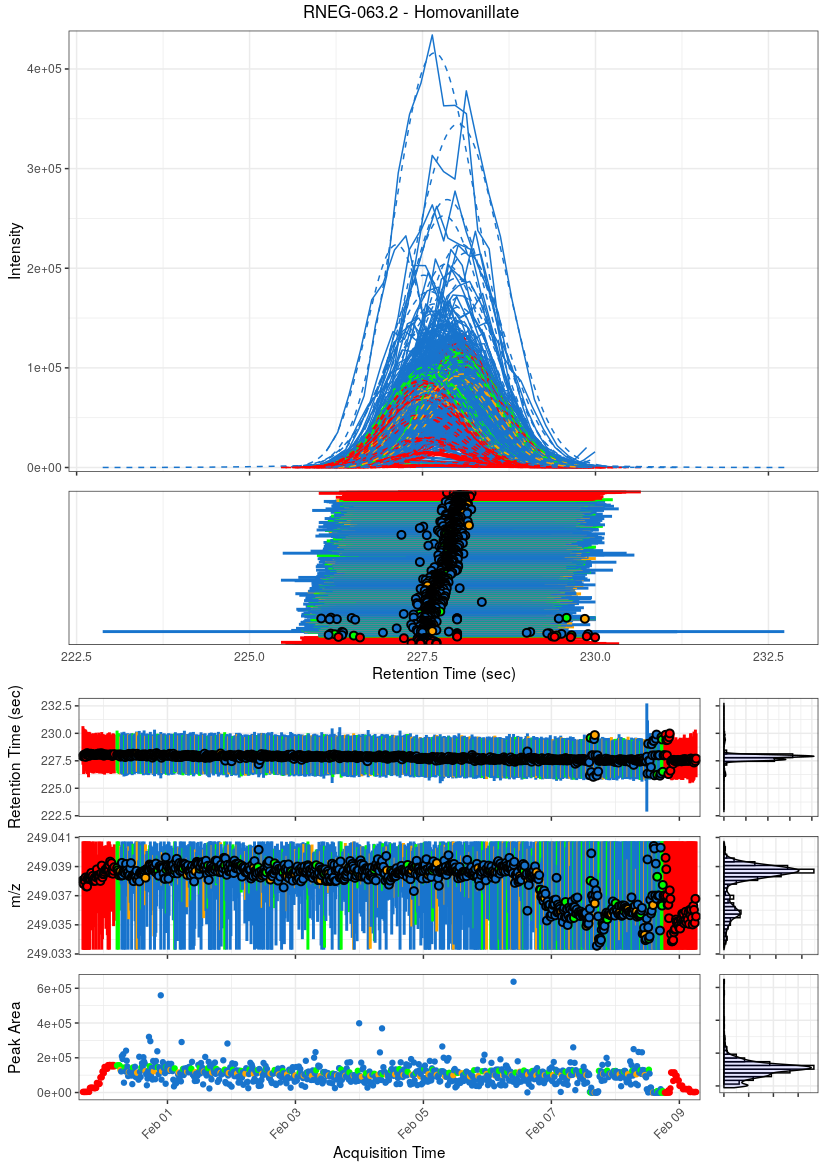 RNEG-063.2 - Homovanillate
Intensity
4e+05
3e+05
2e+05
1e+05
0e+00
222.5 225.0 227.5 230.0 232.5
Retention Time (sec)
Retention Time (sec)
232.5
230.0
227.5
225.0
222.5
m/z
249.041
249.039
249.037
249.035
249.033
Peak Area
6e+05
4e+05
2e+05
0e+00
Feb 01 Feb 03 Feb 05 Feb 07 Feb 09
Acquisition Time